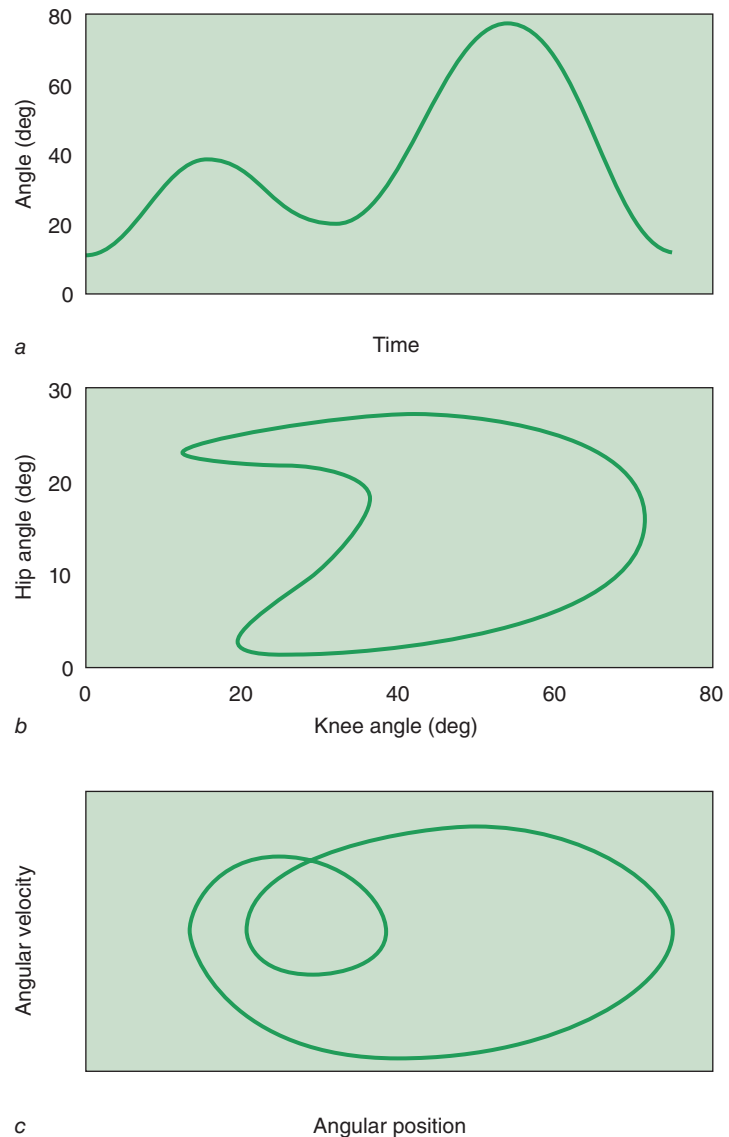 80
60
40
20
0
Angle (deg)
a
Time
30
20
10
0
Hip angle (deg)
0 20 40 60 80
b
Knee angle (deg)
Angular velocity
c
Angular position